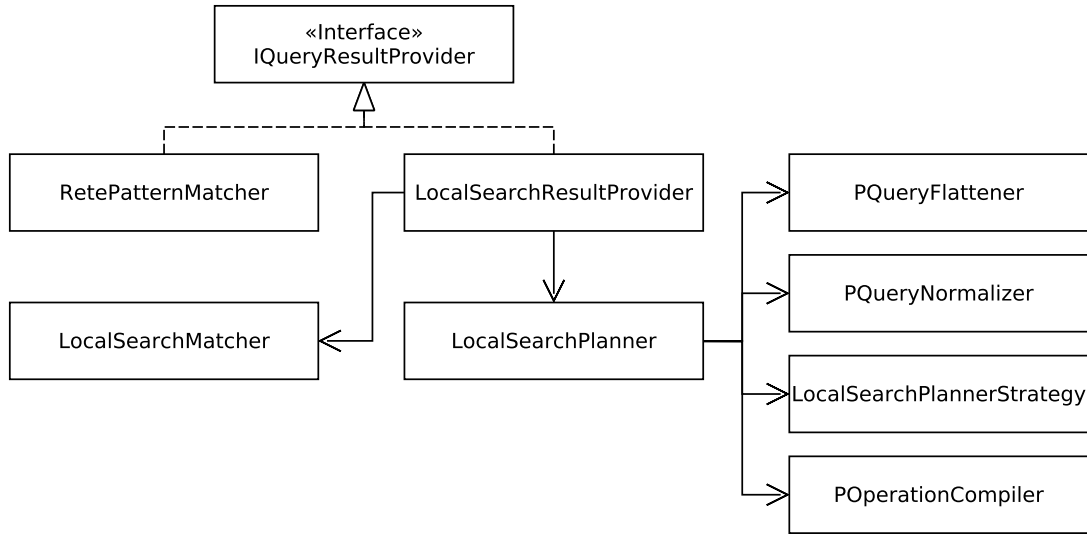 «Interface»
IQueryResultProvider
RetePatternMatcher
LocalSearchResultProvider
PQueryFlattener
PQueryNormalizer
LocalSearchMatcher
LocalSearchPlanner
LocalSearchPlannerStrategy
POperationCompiler